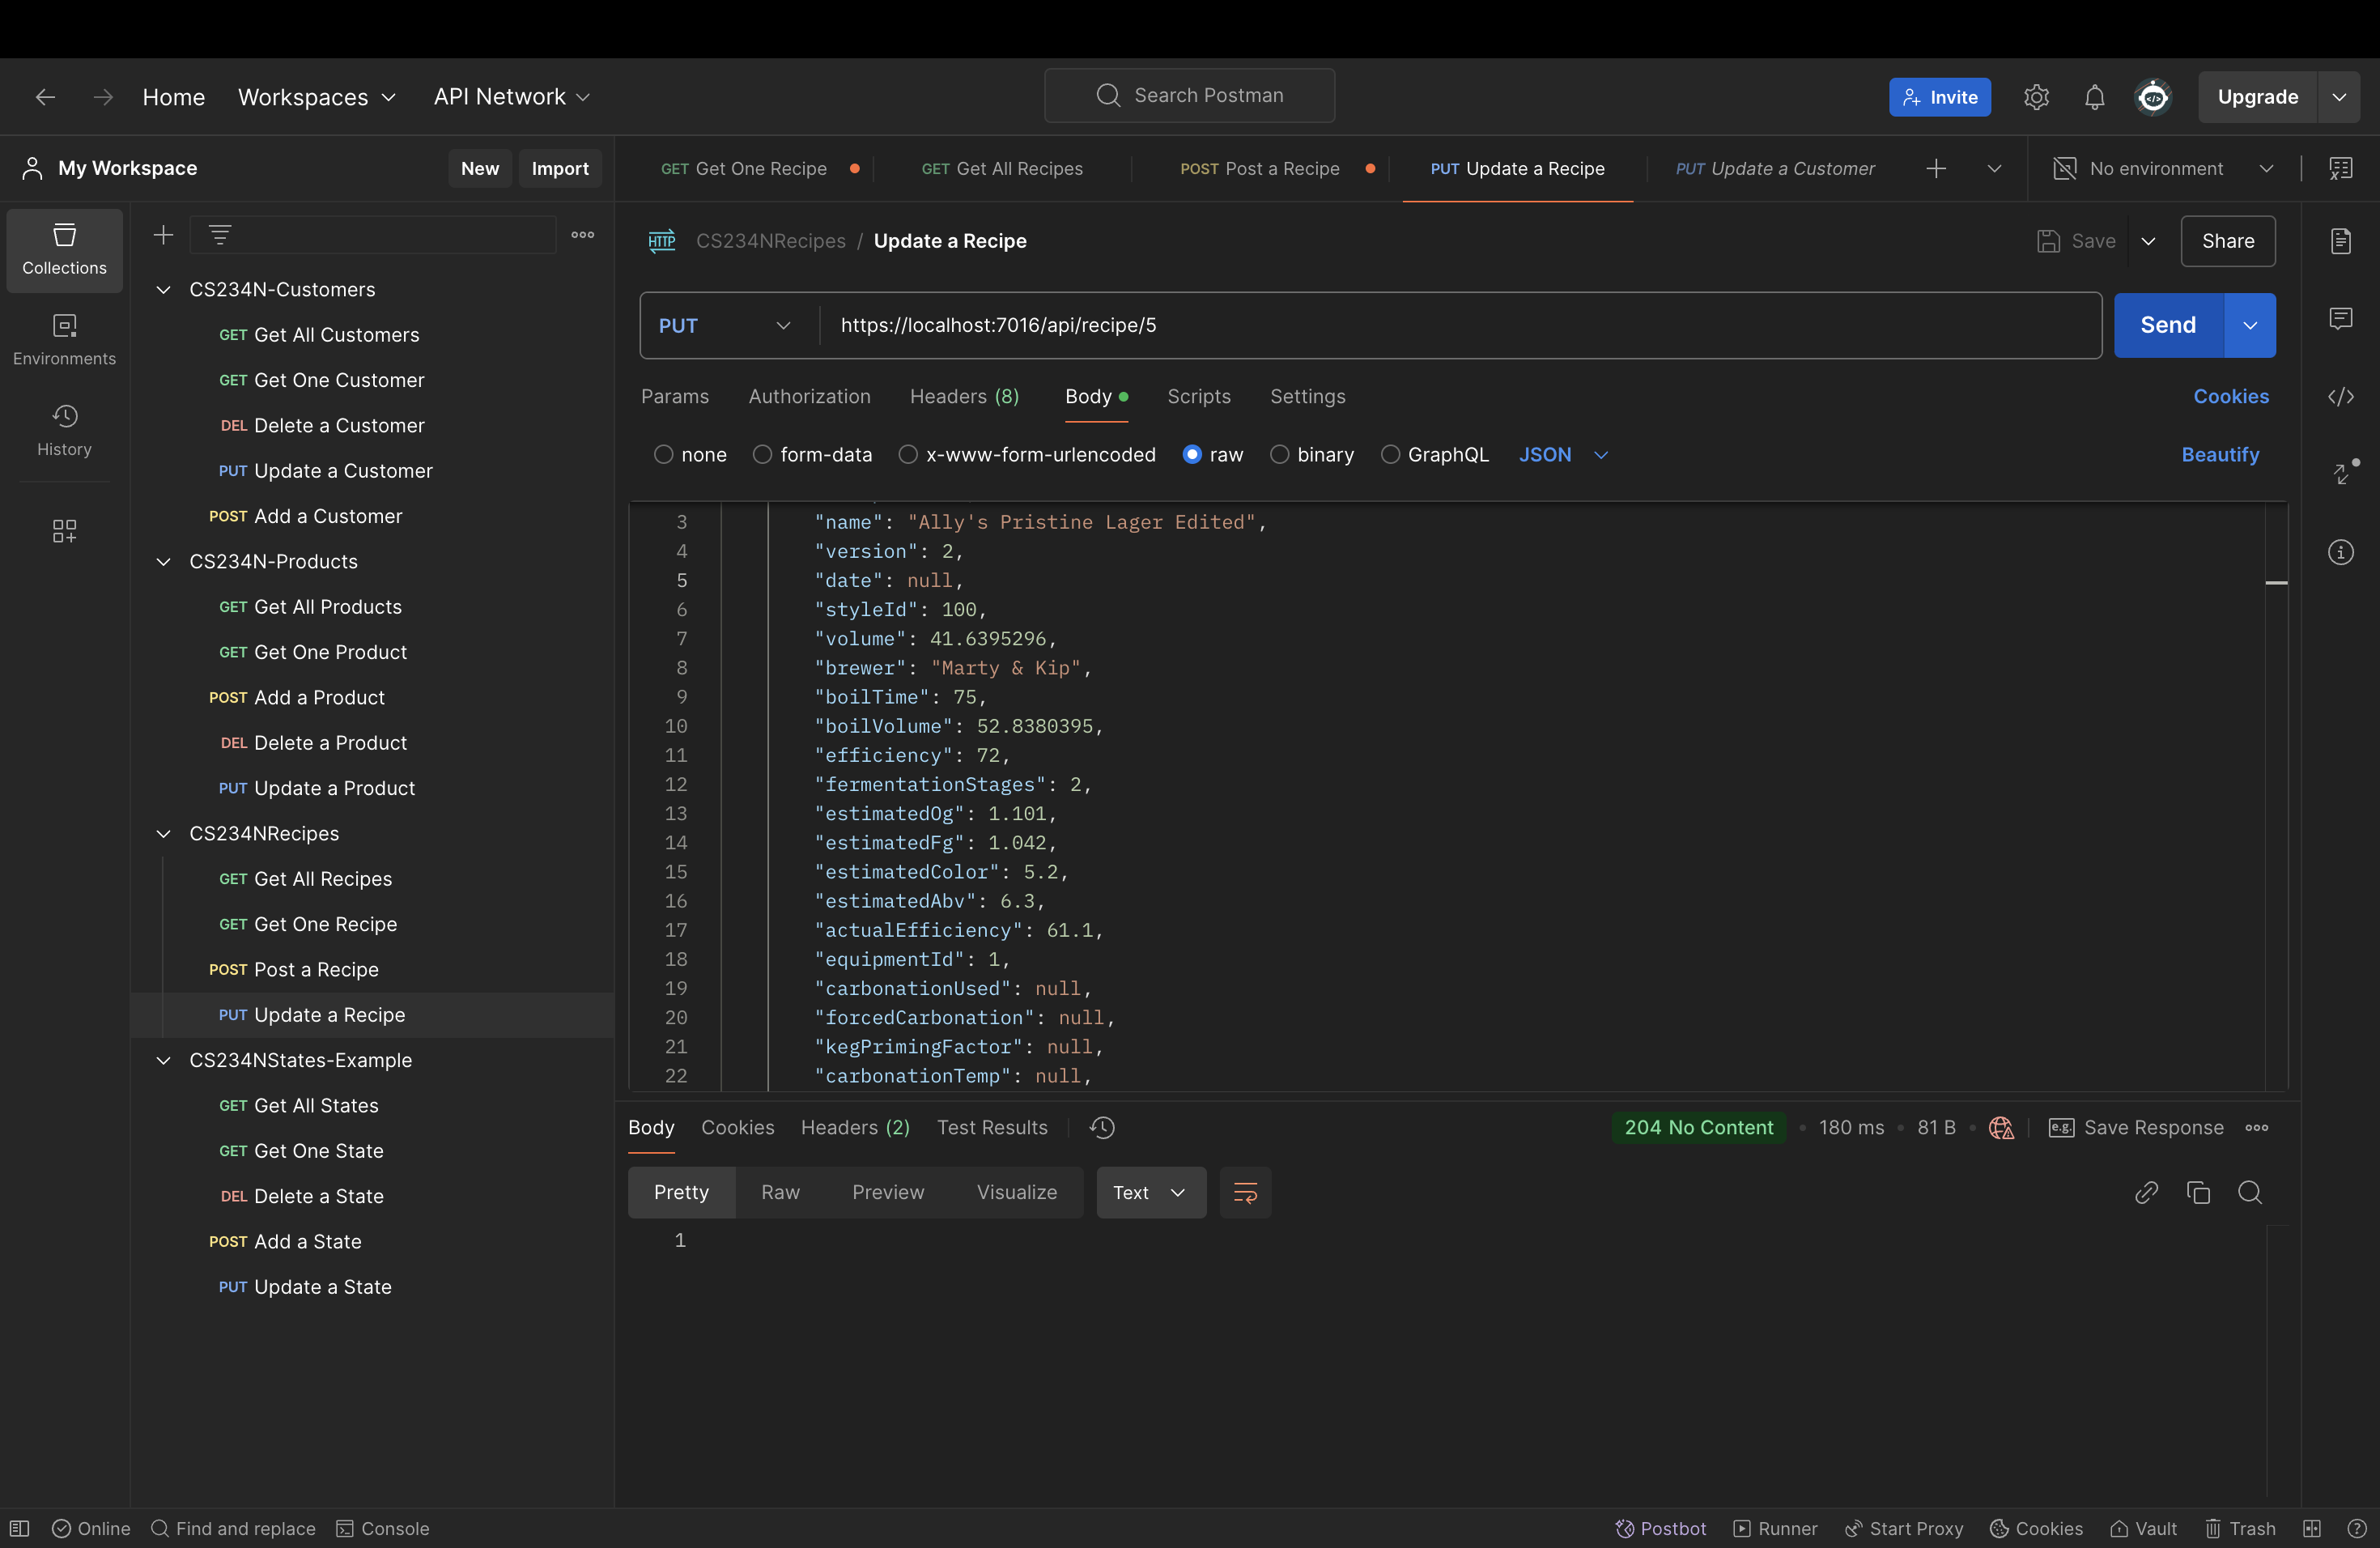 Home Workspaces API Network Search Postman Invite Upgrade
My Workspace New Import
GET Get One Recipe GET Get All Recipes POST Post a Recipe PUT Update a Recipe PUT Update a Customer No environment
Collections
Environments
History
CS234N-Customers
GET Get All Customers
GET Get One Customer
DEL Delete a Customer
PUT Update a Customer
POST Add a Customer
CS234N-Products
GET Get All Products
GET Get One Product
POST Add a Product
DEL Delete a Product
PUT Update a Product
CS234NRecipes
GET Get All Recipes
GET Get One Recipe
POST Post a Recipe
PUT Update a Recipe
CS234NStates-Example
GET Get All States
GET Get One State
DEL Delete a State
POST Add a State
PUT Update a State
HTTP CS234NRecipes / Update a Recipe Save Share
PUT https://localhost:7016/api/recipe/5 Send
Params Authorization Headers (8) Body Scripts Settings Cookies
none form-data x-www-form-urlencoded raw binary GraphQL JSON Beautify
3 "name": "Ally's Pristine Lager Edited",
4 "version": 2,
5 "date": null,
6 "styleId": 100,
7 "volume": 41.6395296,
8 "brewer": "Marty & Kip",
9 "boilTime": 75,
10 "boilVolume": 52.8380395,
11 "efficiency": 72,
12 "fermentationStages": 2,
13 "estimatedOg": 1.101,
14 "estimatedFg": 1.042,
15 "estimatedColor": 5.2,
16 "estimatedAbv": 6.3,
17 "actualEfficiency": 61.1,
18 "equipmentId": 1,
19 "carbonationUsed": null,
20 "forcedCarbonation": null,
21 "kegPrimingFactor": null,
22 "carbonationTemp": null,
Body Cookies Headers (2) Test Results 204 No Content • 180 ms • 81 B • e.g. Save Response
Pretty Raw Preview Visualize Text
1
Online Find and replace Console Postbot Runner Start Proxy Cookies Vault Trash